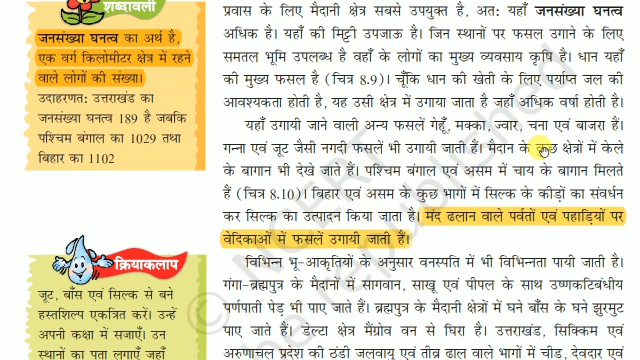 शब्दावली
जनसंख्या घनत्व का अर्थ है,
एक वर्ग किलोमीटर क्षेत्र में रहने
वाले लोगों की संख्या।
उदाहरणत: उत्तराखंड का
जनसंख्या घनत्व 189 है जबकि
पश्चिम बंगाल का 1029 तथा
बिहार का 1102
क्रियाकलाप
जूट, बाँस एवं सिल्क से बने
हस्तशिल्प एकत्रित करें। उन्हें
अपनी कक्षा में सजाएँ। उन
स्थानों का पता लगाएँ जहाँ
प्रवास के लिए मैदानी क्षेत्र सबसे उपयुक्त है, अत: यहाँ जनसंख्या घनत्व
अधिक है। यहाँ की मिट्टी उपजाऊ है। जिन स्थानों पर फसल उगाने के लिए
समतल भूमि उपलब्ध है वहाँ के लोगों का मुख्य व्यवसाय कृषि है। धान यहाँ
की मुख्य फसल है (चित्र 8.9)। चूँकि धान की खेती के लिए पर्याप्त जल की
आवश्यकता होती है, यह उसी क्षेत्र में उगाया जाता है जहाँ अधिक वर्षा होती है।
यहाँ उगायी जाने वाली अन्य फसलें गेहूँ, मक्का, ज्वार, चना एवं बाजरा हैं।
गन्ना एवं जूट जैसी नगदी फसलें भी उगायी जाती हैं। मैदान के कुछ क्षेत्रों में केले
के बागान भी देखे जाते हैं। पश्चिम बंगाल एवं असम में चाय के बागान मिलते
हैं (चित्र 8.10)। बिहार एवं असम के कुछ भागों में सिल्क के कीड़ों का संवर्धन
कर सिल्क का उत्पादन किया जाता है। मंद ढलान वाले पर्वतों एवं पहाड़ियों पर
वेदिकाओं में फसलें उगायी जाती हैं।
विभिन्न भू-आकृतियों के अनुसार वनस्पति में भी विभिन्नता पायी जाती है।
गंगा-ब्रह्मपुत्र के मैदानों में सागवान, साखू एवं पीपल के साथ उष्णकटिबंधीय
पर्णपाती पेड़ भी पाए जाते हैं। ब्रह्मपुत्र के मैदानी क्षेत्रों में घने बाँस के घने झुरमुट
पाए जाते हैं। डेल्टा क्षेत्र मैंग्रोव वन से घिरा है। उत्तराखंड, सिक्किम एवं
अरुणाचल प्रदेश की ठंडी जलवायु एवं तीव्र ढाल वाले भागों में चीड़, देवदार एवं
© NCERT
be republished